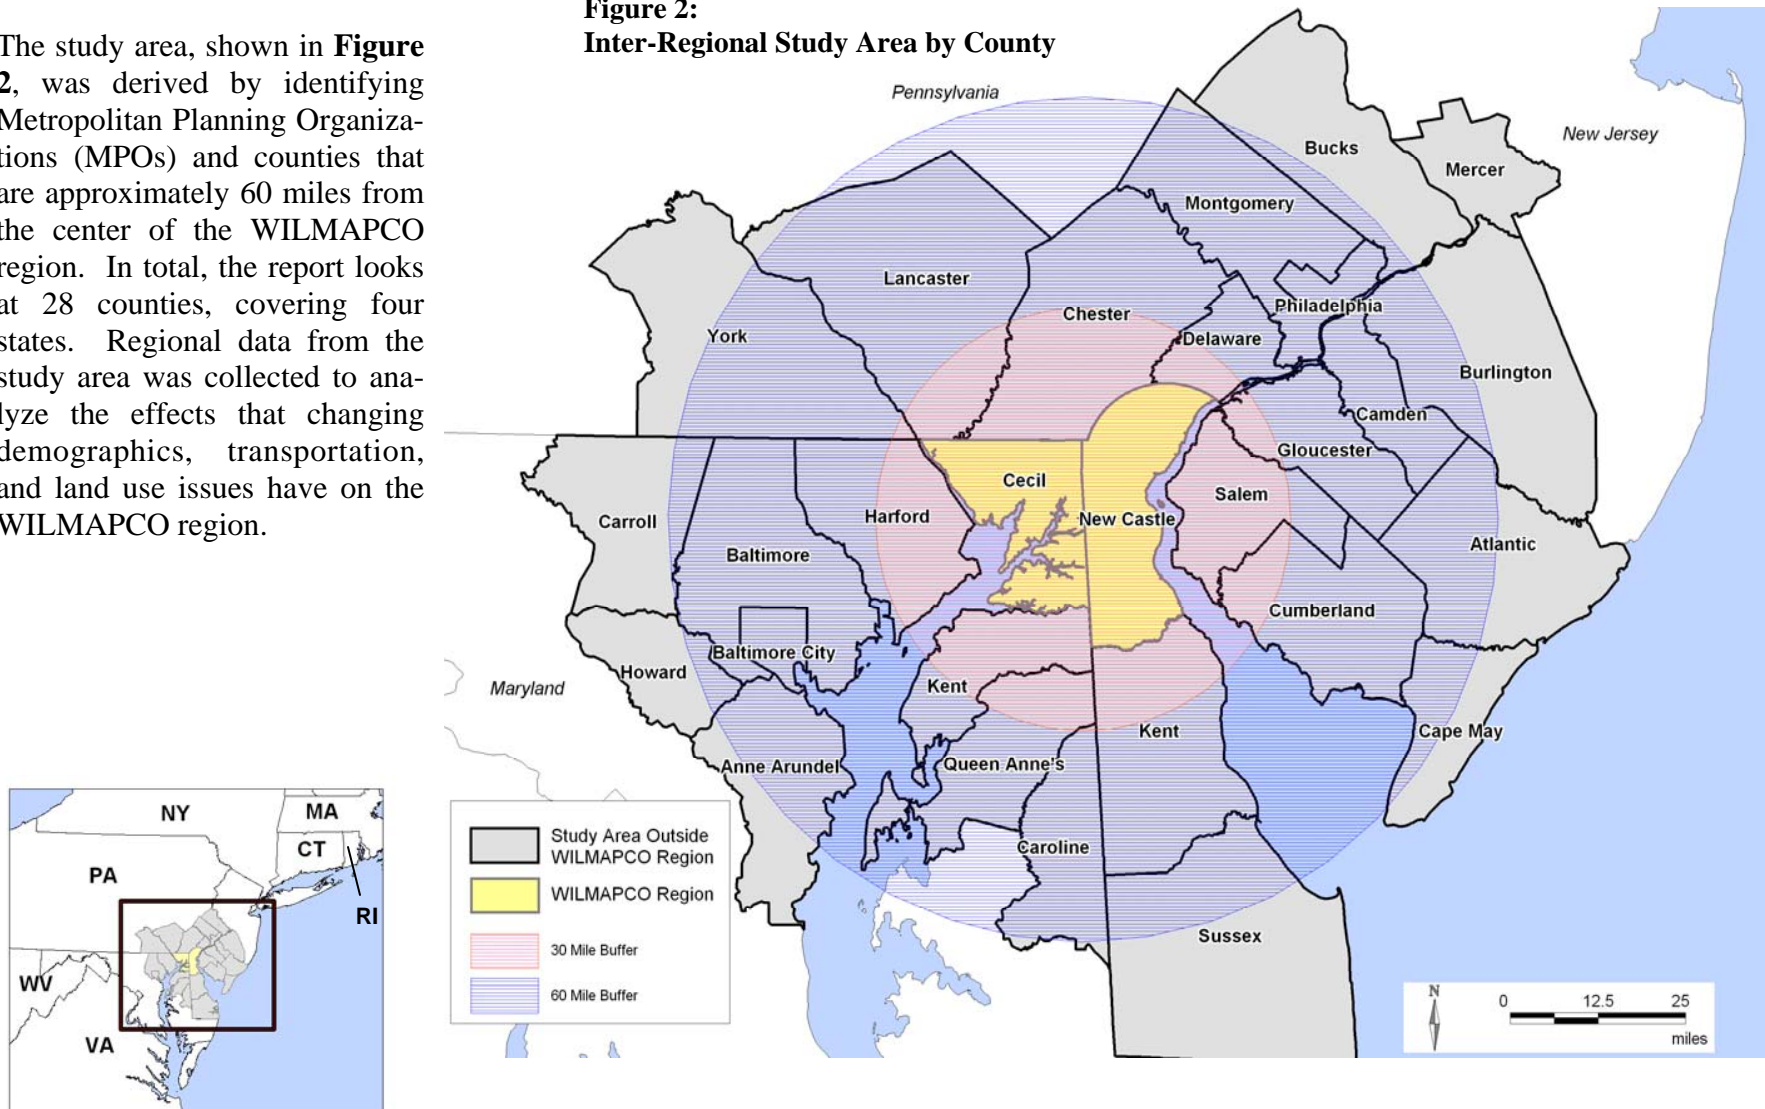 Figure 2:
Inter-Regional Study Area by County
The study area, shown in Figure
2, was derived by identifying
Metropolitan Planning Organiza-
tions (MPOs) and counties that
are approximately 60 miles from
the center of the WILMAPCO
region. In total, the report looks
at 28 counties, covering four
states. Regional data from the
study area was collected to ana-
lyze the effects that changing
demographics, transportation,
and land use issues have on the
WILMAPCO region.
Pennsylvania
New Jersey
Bucks
Mercer
Montgomery
Lancaster
Philadelphia
Chester
York
Delaware
Burlington
Camden
Gloucester
Cecil
Salem
Harford
New Castle
Carroll
Atlantic
Baltimore
Cumberland
Baltimore City
Howard
Maryland
Kent
Kent
Cape May
Anne Arundel
Queen Anne's
Caroline
Sussex
Study Area Outside
WILMAPCO Region
WILMAPCO Region
30 Mile Buffer
60 Mile Buffer
N
0 12.5 25
miles
NY
MA
CT
PA
RI
WV
VA